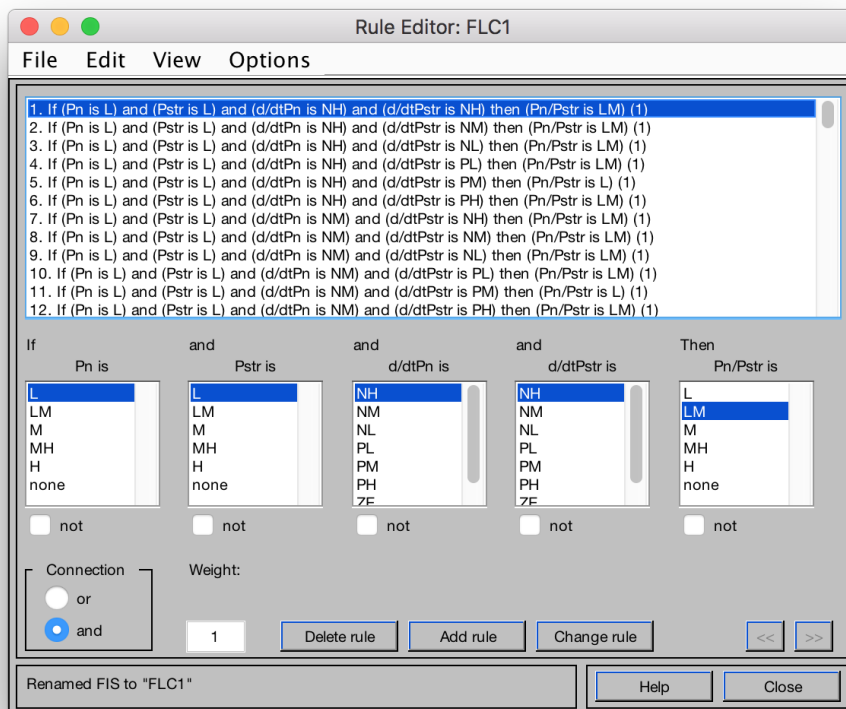 Rule Editor: FLC1
File Edit View Options
1. If (Pn is L) and (Pstr is L) and (d/dtPn is NH) and (d/dtPstr is NH) then (Pn/Pstr is LM) (1)
2. If (Pn is L) and (Pstr is L) and (d/dtPn is NH) and (d/dtPstr is NM) then (Pn/Pstr is LM) (1)
3. If (Pn is L) and (Pstr is L) and (d/dtPn is NH) and (d/dtPstr is NL) then (Pn/Pstr is LM) (1)
4. If (Pn is L) and (Pstr is L) and (d/dtPn is NH) and (d/dtPstr is PL) then (Pn/Pstr is LM) (1)
5. If (Pn is L) and (Pstr is L) and (d/dtPn is NH) and (d/dtPstr is PM) then (Pn/Pstr is L) (1)
6. If (Pn is L) and (Pstr is L) and (d/dtPn is NH) and (d/dtPstr is PH) then (Pn/Pstr is LM) (1)
7. If (Pn is L) and (Pstr is L) and (d/dtPn is NM) and (d/dtPstr is NH) then (Pn/Pstr is LM) (1)
8. If (Pn is L) and (Pstr is L) and (d/dtPn is NM) and (d/dtPstr is NM) then (Pn/Pstr is LM) (1)
9. If (Pn is L) and (Pstr is L) and (d/dtPn is NM) and (d/dtPstr is NL) then (Pn/Pstr is LM) (1)
10. If (Pn is L) and (Pstr is L) and (d/dtPn is NM) and (d/dtPstr is PL) then (Pn/Pstr is LM) (1)
11. If (Pn is L) and (Pstr is L) and (d/dtPn is NM) and (d/dtPstr is PM) then (Pn/Pstr is L) (1)
12. If (Pn is L) and (Pstr is L) and (d/dtPn is NM) and (d/dtPstr is PH) then (Pn/Pstr is LM) (1)
If and and and Then
Pn is Pstr is d/dtPn is d/dtPstr is Pn/Pstr is
L L NH NH L
LM LM NM NM LM
M M NL NL M
MH MH PL PL MH
H H PM PM H
none none PH PH none
ZE ZE
not not not not not
Connection Weight:
or
and 1 Delete rule Add rule Change rule << >>
Renamed FIS to "FLC1" Help Close